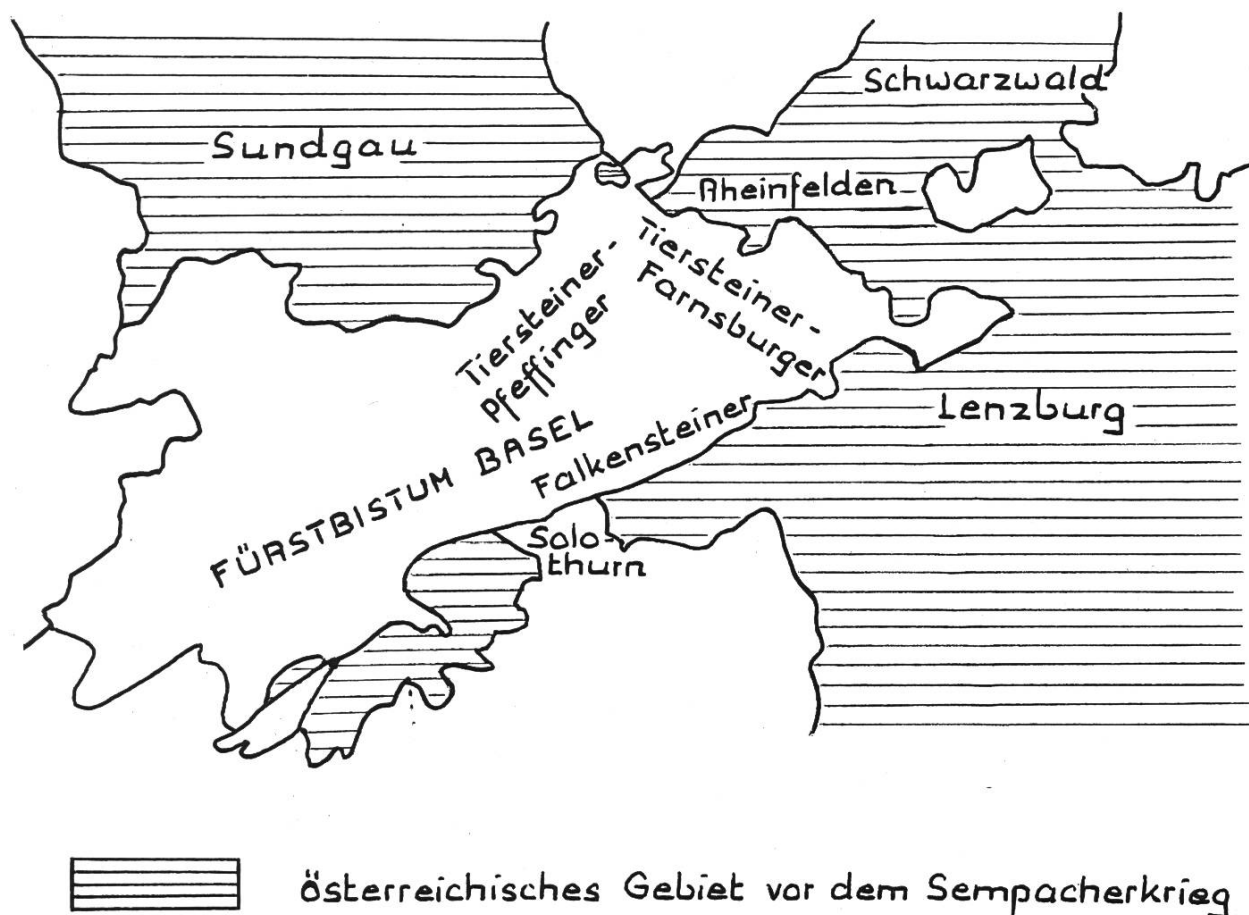 Schwarzwald
Sundgau
Rheinfelden
Tiersteiner-
Pfeffinger
Tiersteiner-
Farnsburger
Lenzburg
FÜRSTBISTUM BASEL
Falkensteiner
Solo-
thurn
österreichisches Gebiet vor dem Sempacherkrieg